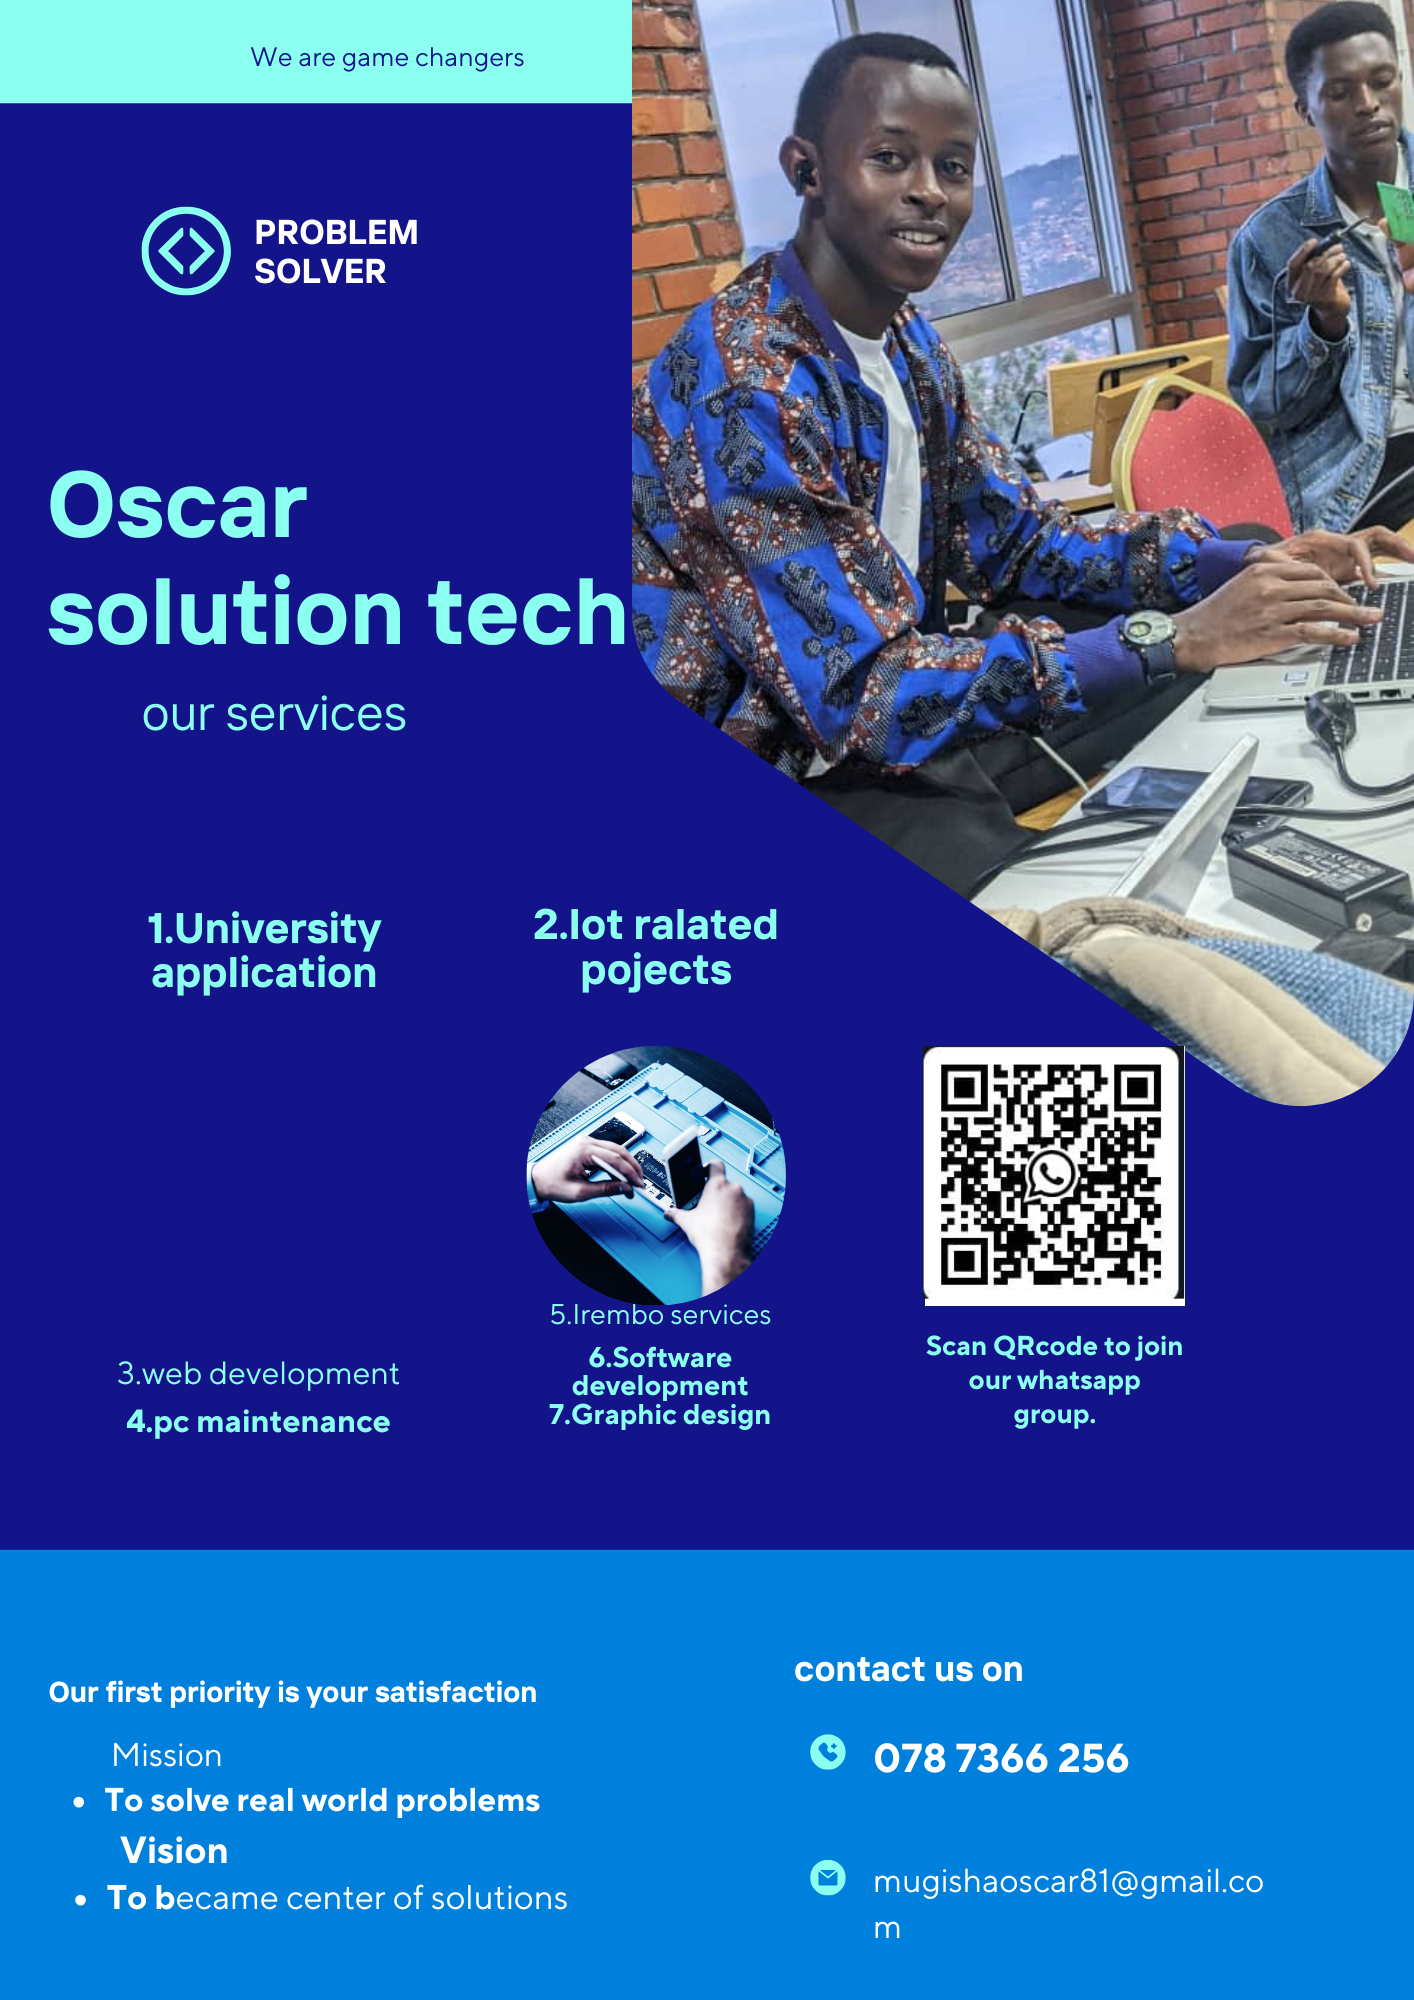 We are game changers
PROBLEM
SOLVER
Oscar
solution tech
our services
1.University
application
2.Iot ralated
pojects
3.web development
4.pc maintenance
5.Irembo services
6.Software
development
7.Graphic design
Scan QRcode to join
our whatsapp
group.
Our first priority is your satisfaction
Mission
• To solve real world problems
Vision
• To became center of solutions
contact us on
078 7366 256
mugishaoscar81@gmail.co
m